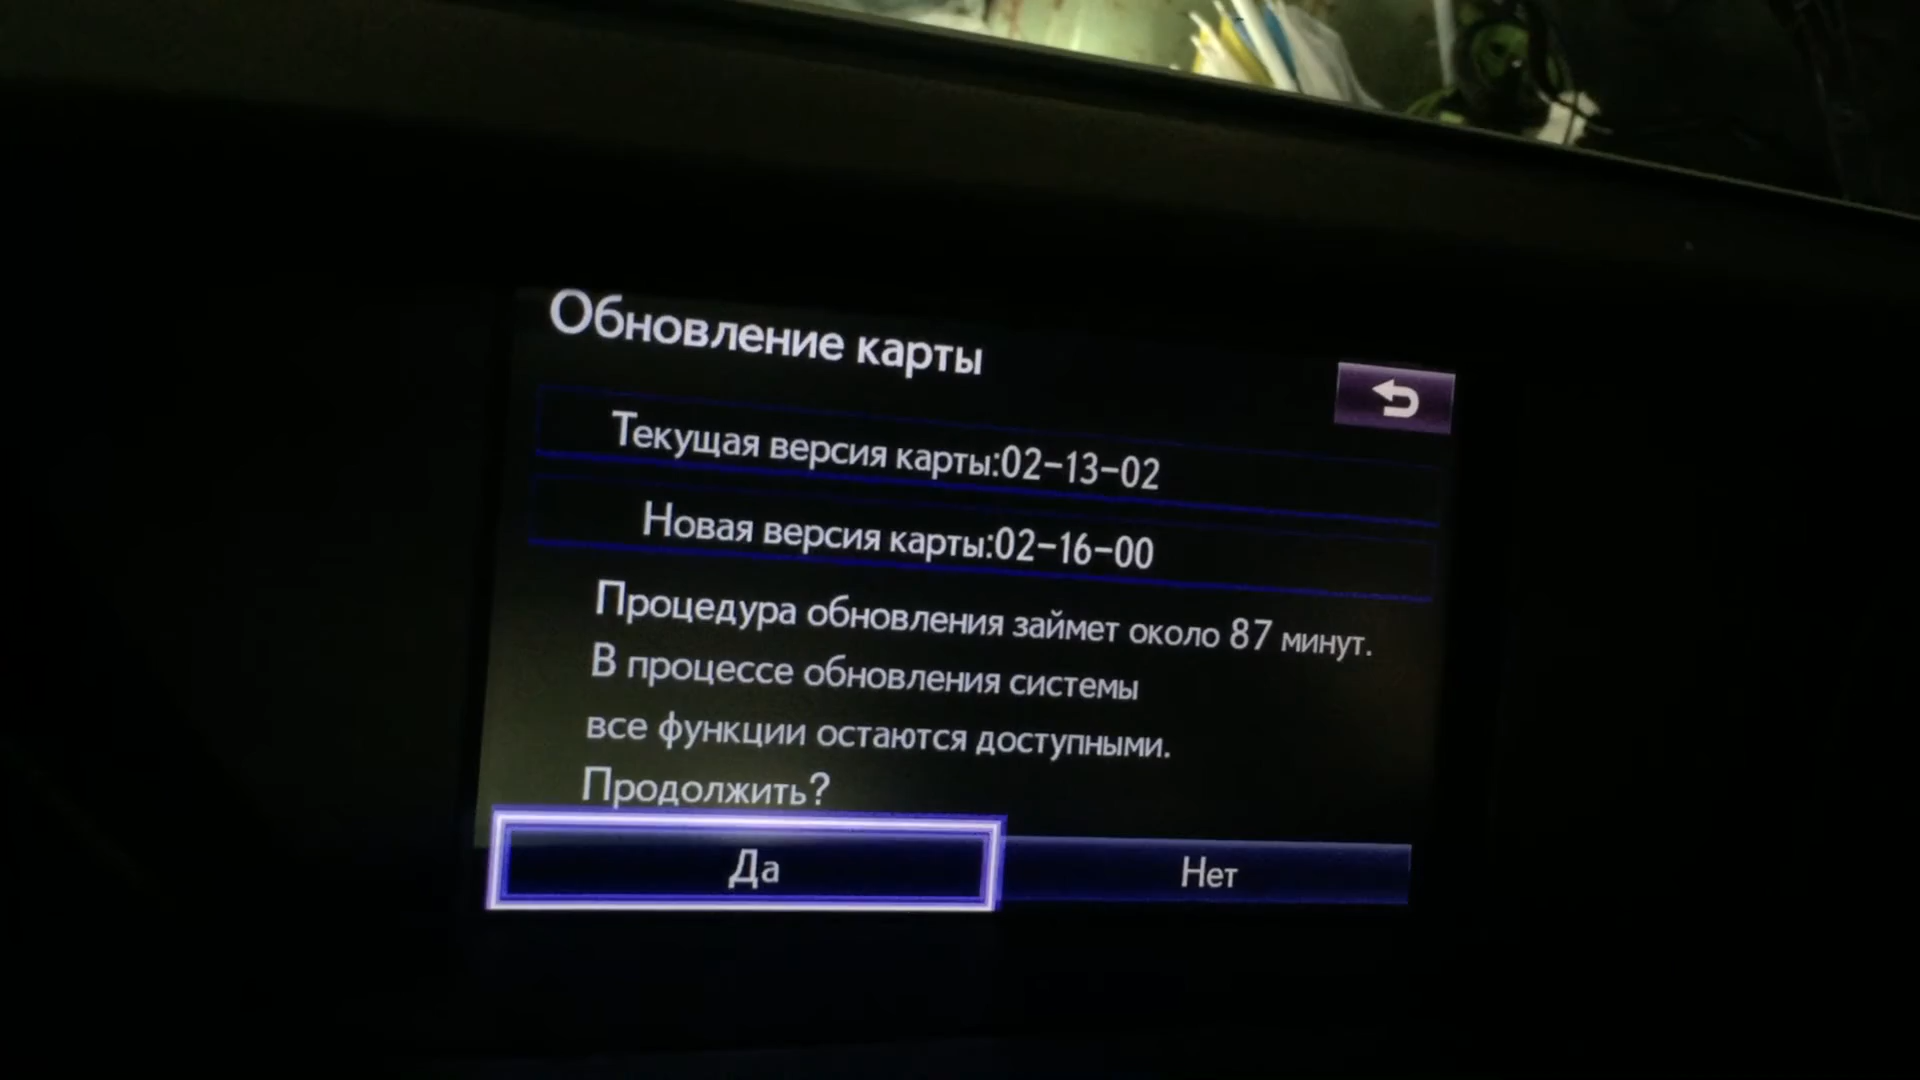 Обновление карты
Текущая версия карты:02-13-02
Новая версия карты:02-16-00
Процедура обновления займет около 87 минут.
В процессе обновления системы
все функции остаются доступными.
Продолжить?
Да
Нет